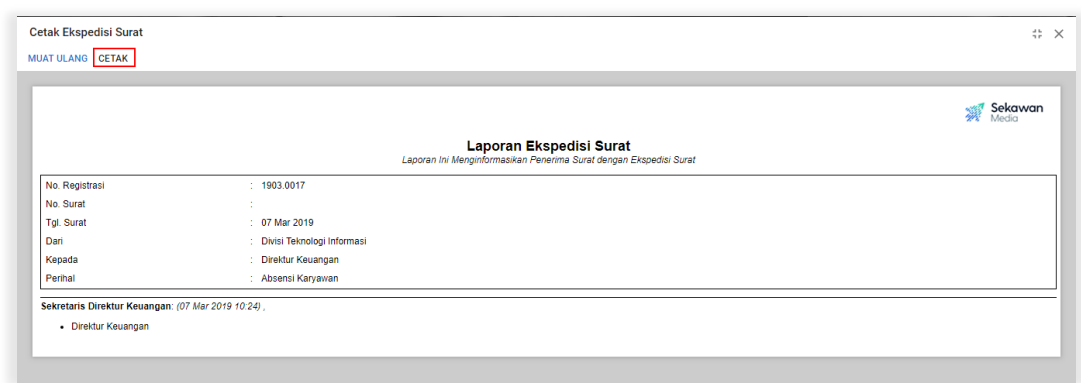 Cetak Ekspedisi Surat
MUAT ULANG CETAK
Sekawan
Media
Laporan Ekspedisi Surat
Laporan Ini Menginformasikan Penerima Surat dengan Ekspedisi Surat
No. Registrasi : 1903.0017
No. Surat :
Tgl. Surat : 07 Mar 2019
Dari : Divisi Teknologi Informasi
Kepada : Direktur Keuangan
Perihal : Absensi Karyawan
Sekretaris Direktur Keuangan: (07 Mar 2019 10:24) ,
• Direktur Keuangan